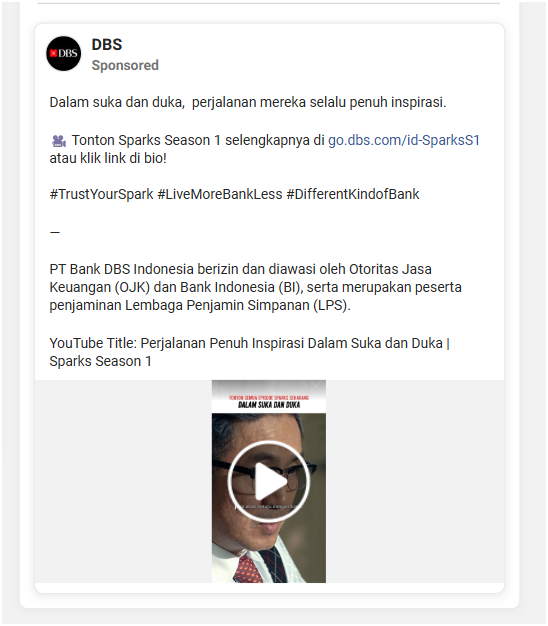 DBS
DBS
Sponsored
Dalam suka dan duka, perjalanan mereka selalu penuh inspirasi.
🎥 Tonton Sparks Season 1 selengkapnya di go.dbs.com/id-SparksS1
atau klik link di bio!
#TrustYourSpark #LiveMoreBankLess #DifferentKindofBank
—
PT Bank DBS Indonesia berizin dan diawasi oleh Otoritas Jasa
Keuangan (OJK) dan Bank Indonesia (BI), serta merupakan peserta
penjaminan Lembaga Penjamin Simpanan (LPS).
YouTube Title: Perjalanan Penuh Inspirasi Dalam Suka dan Duka |
Sparks Season 1
TONTON SEMUA EPISODE SPARKS SEKARANG
DALAM SUKA DAN DUKA